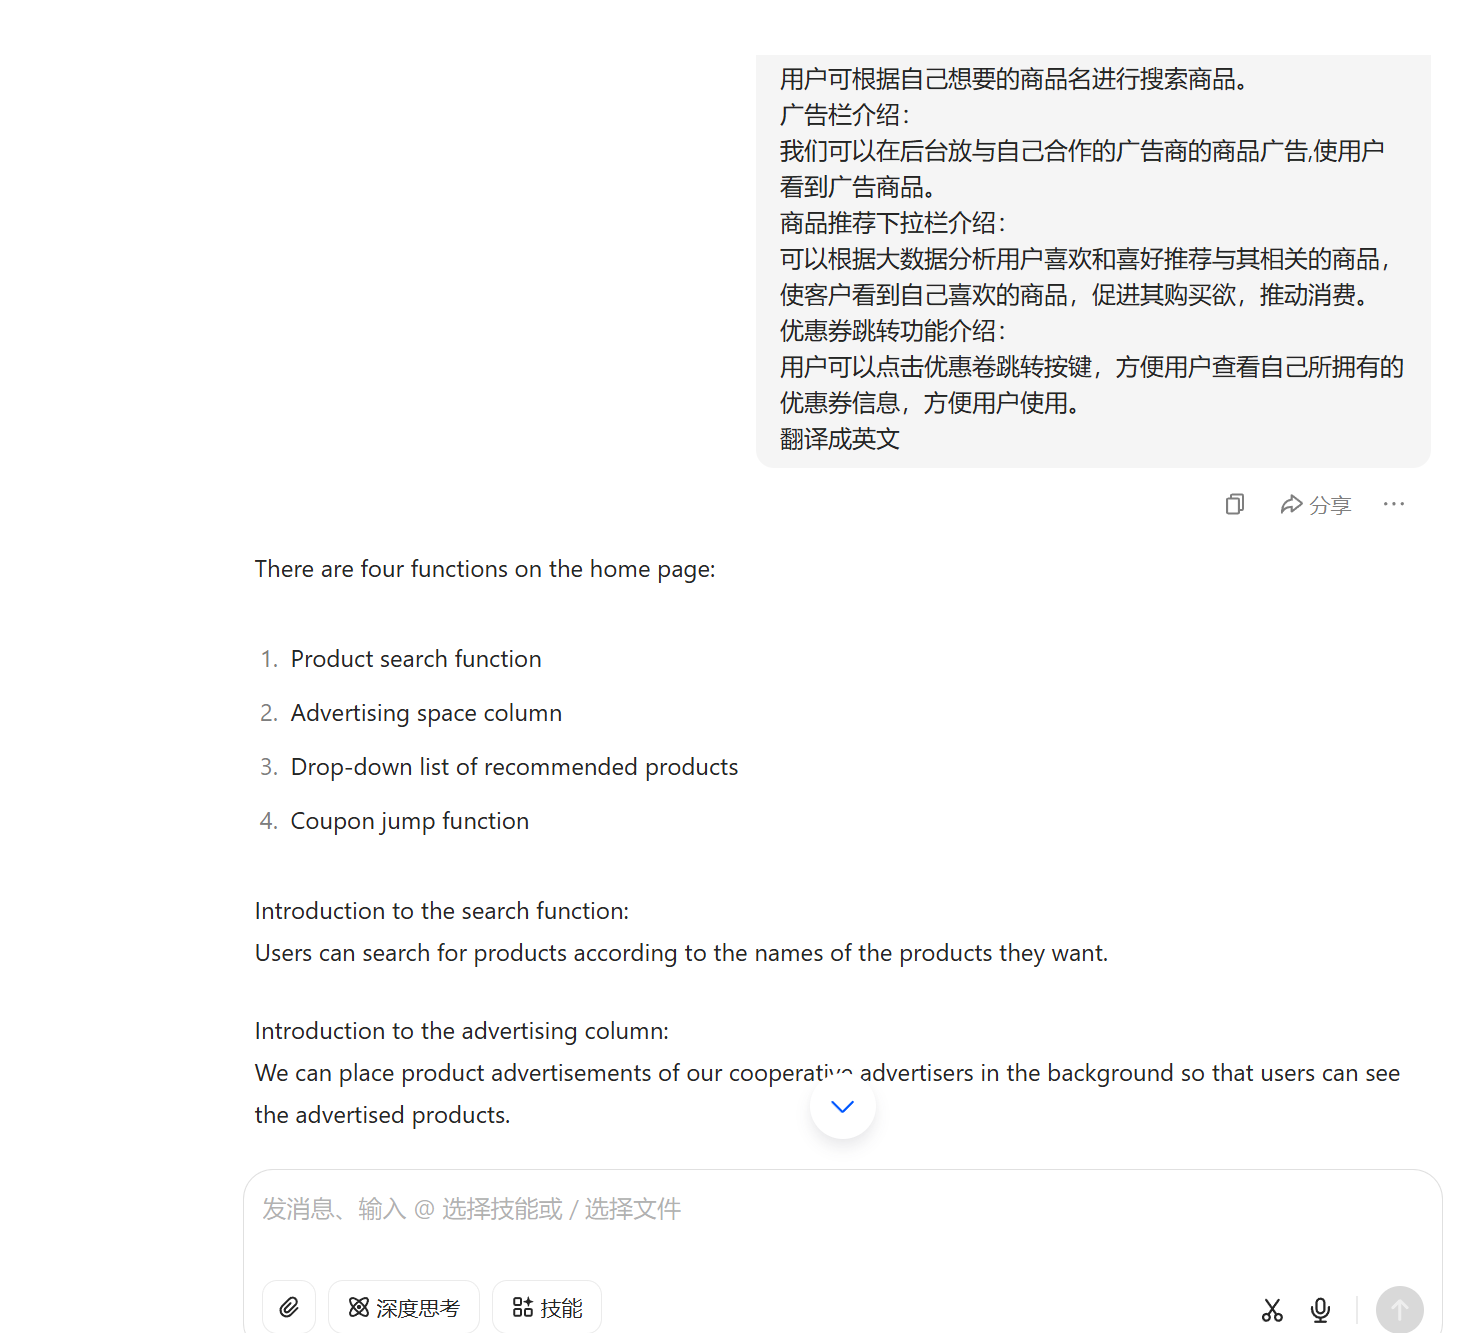 用户可根据自己想要的商品名进行搜索商品。
广告栏介绍：
我们可以在后台放与自己合作的广告商的商品广告,使用户
看到广告商品。
商品推荐下拉栏介绍：
可以根据大数据分析用户喜欢和喜好推荐与其相关的商品，
使客户看到自己喜欢的商品，促进其购买欲，推动消费。
优惠券跳转功能介绍：
用户可以点击优惠卷跳转按键，方便用户查看自己所拥有的
优惠券信息，方便用户使用。
翻译成英文
分享
There are four functions on the home page:
1. Product search function
2. Advertising space column
3. Drop-down list of recommended products
4. Coupon jump function
Introduction to the search function:
Users can search for products according to the names of the products they want.
Introduction to the advertising column:
We can place product advertisements of our cooperative advertisers in the background so that users can see
the advertised products.
发消息、输入 @ 选择技能或 / 选择文件
深度思考 技能